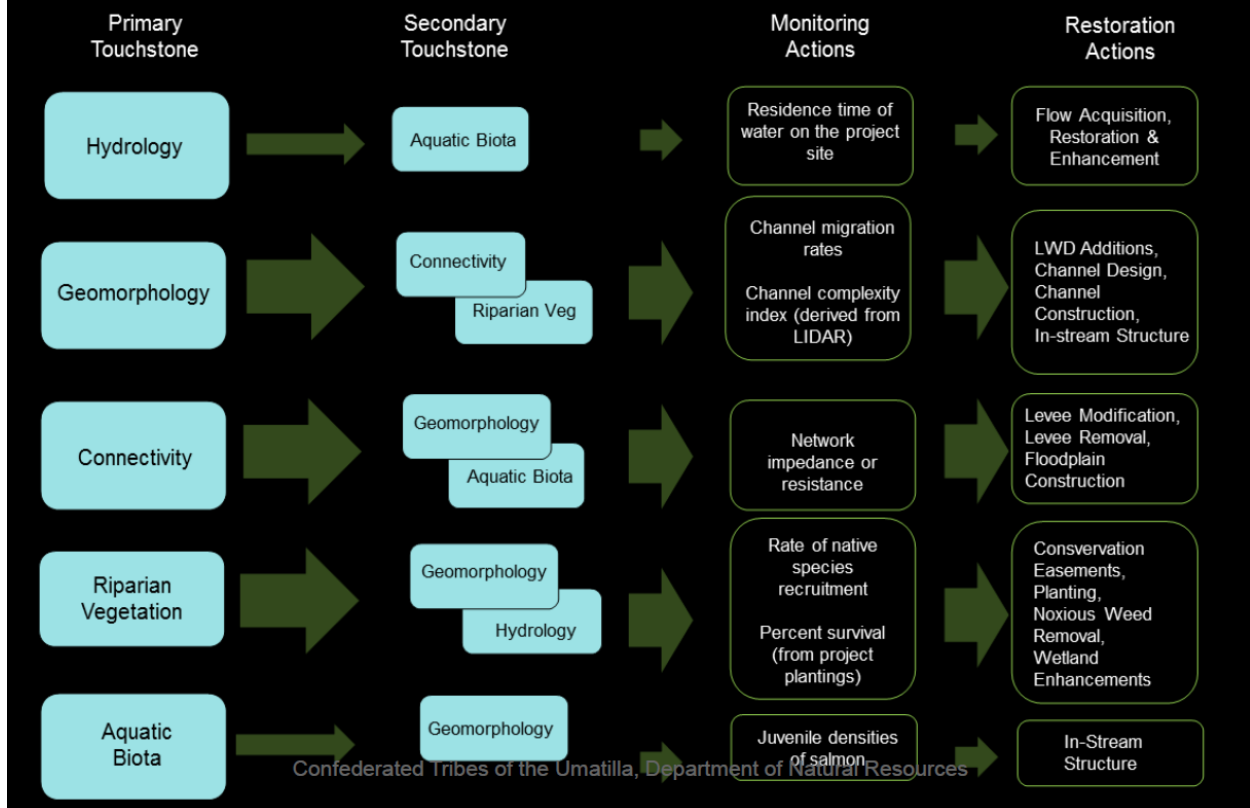 Primary
Touchstone
Secondary
Touchstone
Monitoring
Actions
Restoration
Actions
Hydrology
Aquatic Biota
Residence time of
water on the project
site
Flow Acquisition,
Restoration &
Enhancement
Geomorphology
Connectivity
Riparian Veg
Channel migration
rates
Channel complexity
index (derived from
LIDAR)
LWD Additions,
Channel Design,
Channel
Construction,
In-stream Structure
Connectivity
Geomorphology
Aquatic Biota
Network
impedance or
resistance
Levee Modification,
Levee Removal,
Floodplain
Construction
Riparian
Vegetation
Geomorphology
Hydrology
Rate of native
species
recruitment
Percent survival
(from project
plantings)
Consvervation
Easements,
Planting,
Noxious Weed
Removal,
Wetland
Enhancements
Aquatic
Biota
Geomorphology
Juvenile densities
of salmon
In-Stream
Structure
Confederated Tribes of the Umatilla, Department of Natural Resources